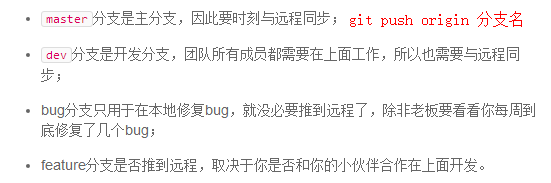 master分支是主分支，因此要时刻与远程同步； git push origin 分支名
dev分支是开发分支，团队所有成员都需要在上面工作，所以也需要与远程同
步；
bug分支只用于在本地修复bug，就没必要推到远程了，除非老板要看看你每周到
底修复了几个bug；
feature分支是否推到远程，取决于你是否和你的小伙伴合作在上面开发。